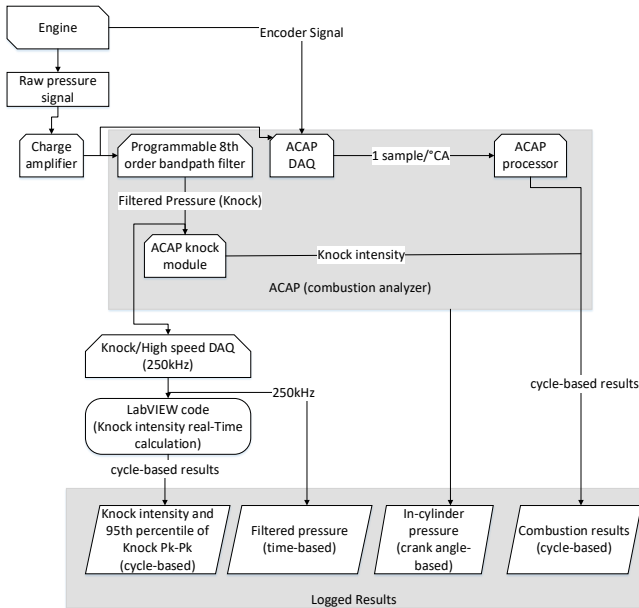 Engine
Encoder Signal
Raw pressure
signal
Charge
amplifier
Programmable 8th
order bandpath filter
ACAP
DAQ
1 sample/°CA
ACAP
processor
Filtered Pressure (Knock)
ACAP knock
module
Knock intensity
ACAP (combustion analyzer)
Knock/High speed DAQ
(250kHz)
250kHz
cycle-based results
LabVIEW code
(Knock intensity real-Time
calculation)
cycle-based results
Knock intensity and
95th percentile of
Knock Pk-Pk
(cycle-based)
Filtered pressure
(time-based)
In-cylinder
pressure
(crank angle-
based)
Combustion results
(cycle-based)
Logged Results